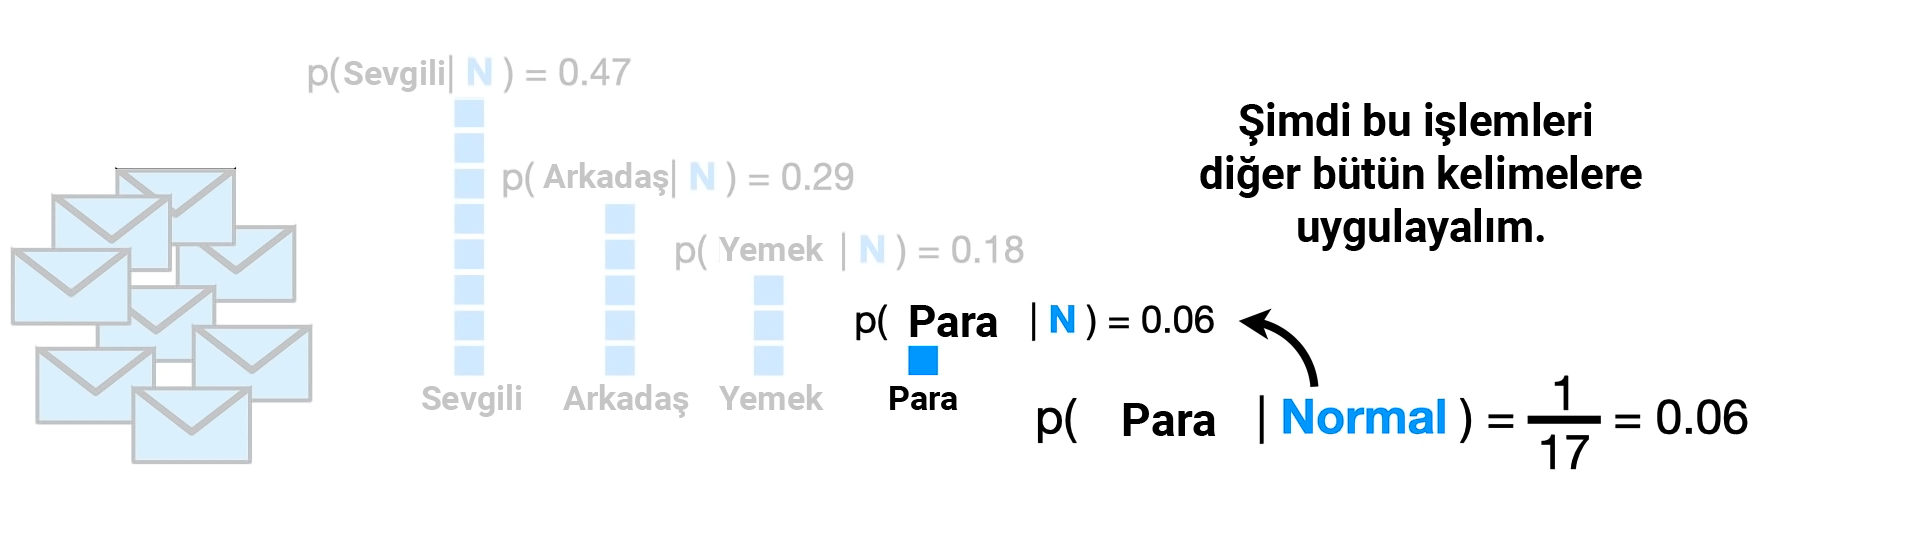 p(Sevgili| N ) = 0.47
Şimdi bu işlemleri
diğer bütün kelimelere
uygulayalım.
p( Arkadaş| N ) = 0.29
p( Yemek | N ) = 0.18
p( Para | N ) = 0.06
Sevgili Arkadaş Yemek Para
p( Para | Normal ) = 1/17 = 0.06